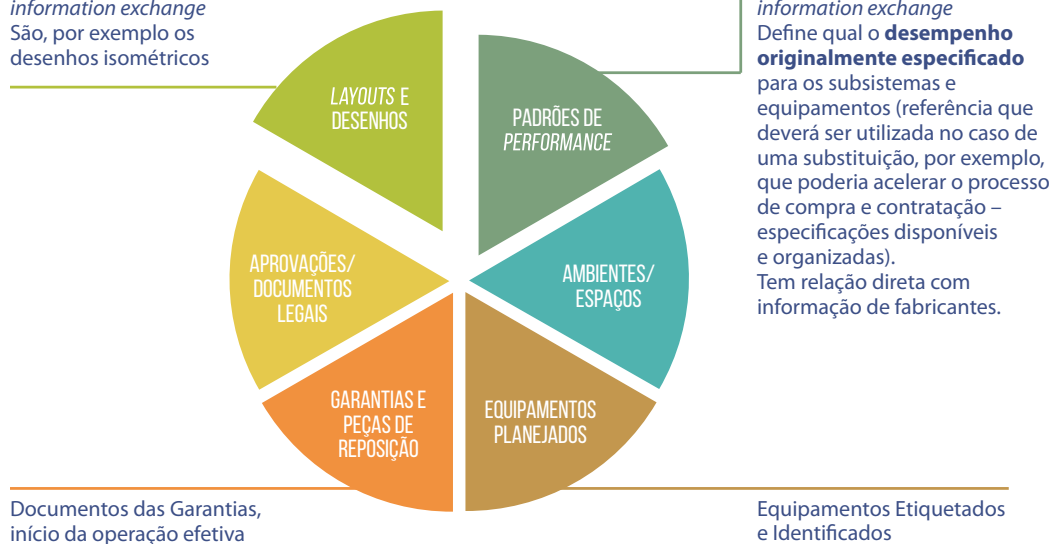 information exchange
São, por exemplo os
desenhos isométricos
LAYOUTS E
DESENHOS
PADRÕES DE
PERFORMANCE
information exchange
Define qual o desempenho
originalmente especificado
para os subsistemas e
equipamentos (referência que
deverá ser utilizada no caso de
uma substituição, por exemplo,
que poderia acelerar o processo
de compra e contratação –
especificações disponíveis
e organizadas).
Tem relação direta com
informação de fabricantes.
APROVAÇÕES/
DOCUMENTOS
LEGAIS
AMBIENTES/
ESPAÇOS
GARANTIAS E
PEÇAS DE
REPOSIÇÃO
EQUIPAMENTOS
PLANEJADOS
Documentos das Garantias,
início da operação efetiva
Equipamentos Etiquetados
e Identificados